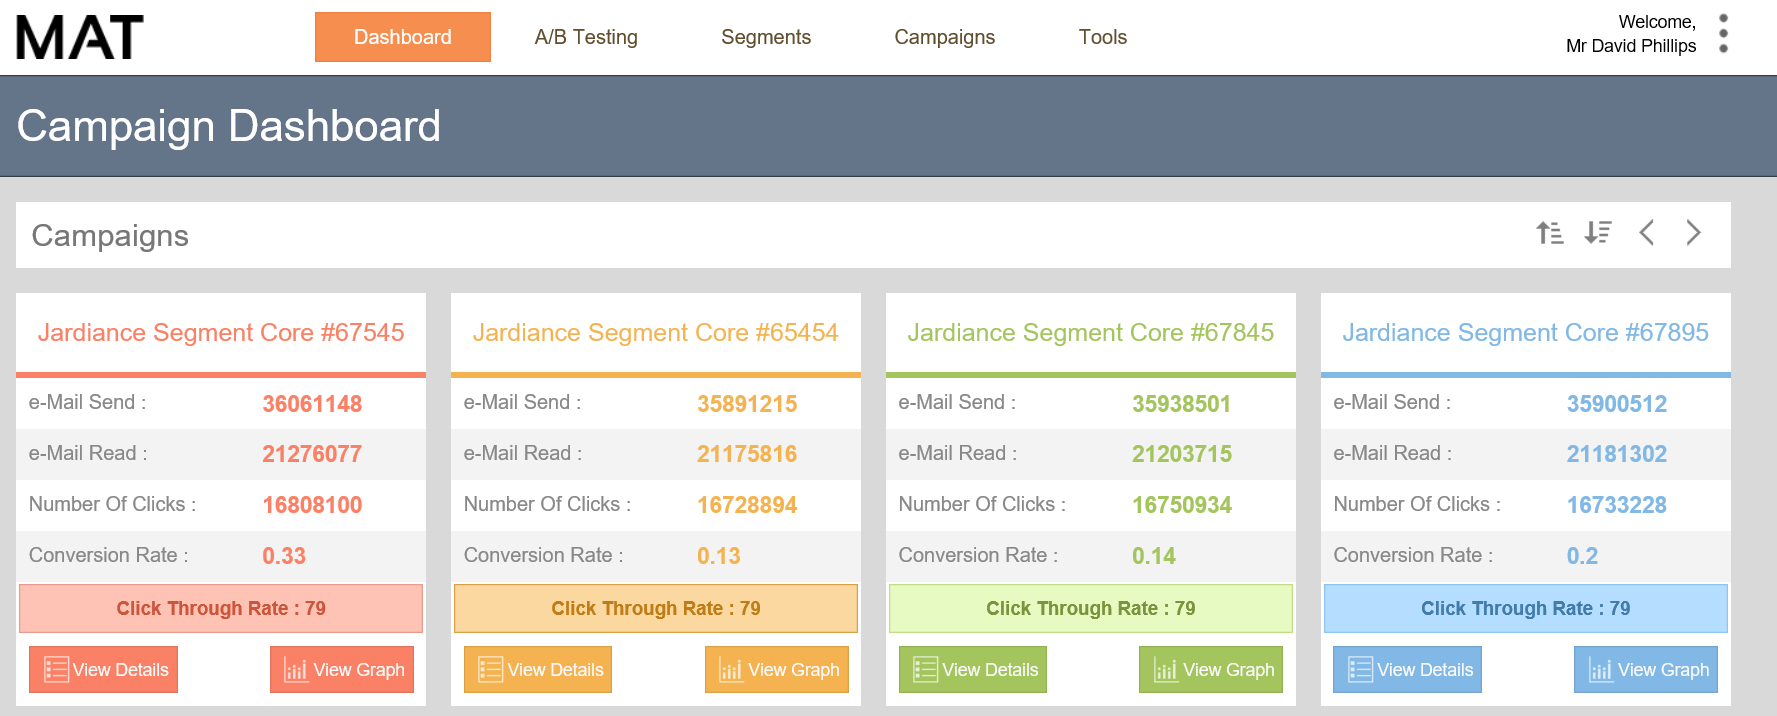 MAT
Dashboard
A/B Testing
Segments
Campaigns
Tools
Welcome,
Mr David Phillips
Campaign Dashboard
Campaigns
Jardiance Segment Core #67545
e-Mail Send : 36061148
e-Mail Read : 21276077
Number Of Clicks : 16808100
Conversion Rate : 0.33
Click Through Rate : 79
View Details
View Graph
Jardiance Segment Core #65454
e-Mail Send : 35891215
e-Mail Read : 21175816
Number Of Clicks : 16728894
Conversion Rate : 0.13
Click Through Rate : 79
View Details
View Graph
Jardiance Segment Core #67845
e-Mail Send : 35938501
e-Mail Read : 21203715
Number Of Clicks : 16750934
Conversion Rate : 0.14
Click Through Rate : 79
View Details
View Graph
Jardiance Segment Core #67895
e-Mail Send : 35900512
e-Mail Read : 21181302
Number Of Clicks : 16733228
Conversion Rate : 0.2
Click Through Rate : 79
View Details
View Graph